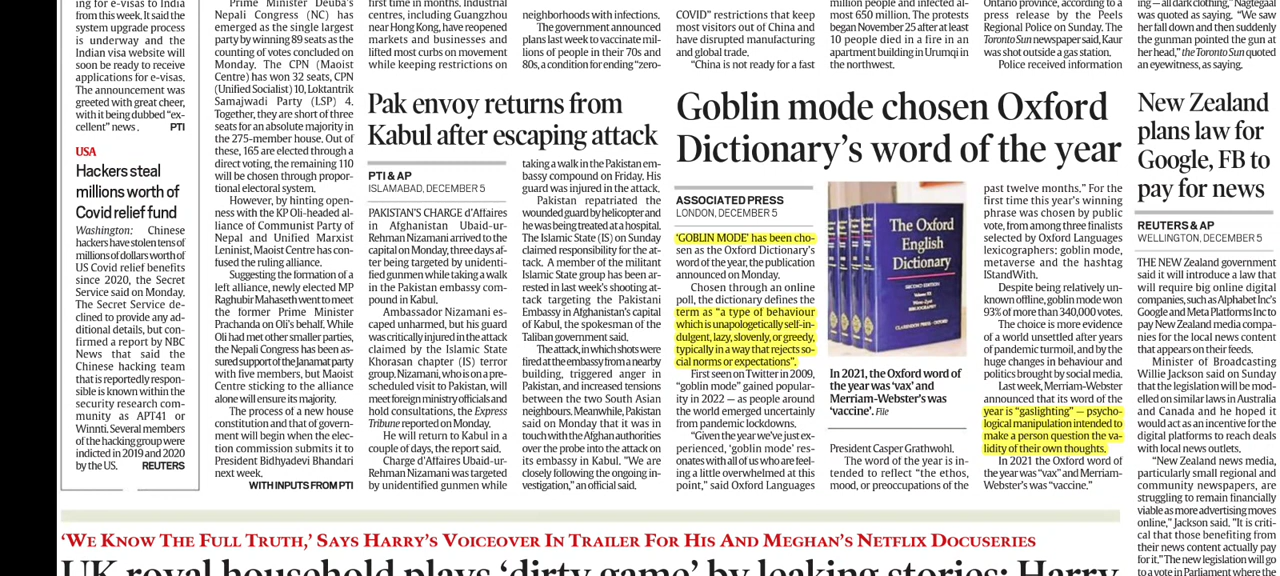 ing for e-visas to India
from this week. It said the
system upgrade process
is underway and the
Indian visa website will
soon be ready to receive
applications for e-visas.
The announcement was
greeted with great cheer,
with it being dubbed "ex-
cellent" news. PTI
USA
Hackers steal
millions worth of
Covid relief fund
Washington: Chinese
hackers have stolen tens of
millions of dollars worth of
US Covid relief benefits
since 2020, the Secret
Service said on Monday.
The Secret Service de-
clined to provide any ad-
ditional details, but con-
firmed a report by NBC
News that said the
Chinese hacking team
that is reportedly respon-
sible is known within the
security research com-
munity as APT41 or
Winnti. Several members
of the hacking group were
indicted in 2019 and 2020
by the US. REUTERS
Prime Minister Deuba's
Nepali Congress (NC) has
emerged as the single largest
party by winning 89 seats as the
counting of votes concluded on
Monday. The CPN (Maoist
Centre) has won 32 seats, CPN
(Unified Socialist) 10, Loktantrik
Samajwadi Party (LSP) 4.
Together, they are short of three
seats for an absolute majority in
the 275-member house. Out of
these, 165 are elected through a
direct voting, the remaining 110
will be chosen through propor-
tional electoral system.
However, by hinting open-
ness with the KP Oli-headed al-
liance of Communist Party of
Nepal and Unified Marxist
Leninist, Maoist Centre has con-
fused the ruling alliance.
Suggesting the formation of a
left alliance, newly elected MP
Raghubir Mahaseth went to meet
the former Prime Minister
Prachanda on Oli's behalf. While
Oli had met other smaller parties,
the Nepali Congress has been as-
sured support of the Janamat party
with five members, but Maoist
Centre sticking to the alliance
alone will ensure its majority.
The process of a new house
constitution and that of govern-
ment will begin when the elec-
tion commission submits it to
President Bidhyadevi Bhandari
next week.
WITH INPUTS FROM PTI
first time in months. Industrial
centres, including Guangzhou
near Hong Kong, have reopened
markets and businesses and
lifted most curbs on movement
while keeping restrictions on
neighborhoods with infections.
The government announced
plans last week to vaccinate mil-
lions of people in their 70s and
80s, a condition for ending "zero-
COVID" restrictions that keep
most visitors out of China and
have disrupted manufacturing
and global trade.
"China is not ready for a fast
million people and infected al-
most 650 million. The protests
began November 25 after at least
10 people died in a fire in an
apartment building in Urumqi in
the northwest.
Ontario province, according to a
press release by the Peels
Regional Police on Sunday. The
Toronto Sun newspaper said, Kaur
was shot outside a gas station.
Police received information
ing — all dark clothing," Nagtegaal
was quoted as saying. "We saw
her fall down and then suddenly
the gunman pointed the gun at
her head," the Toronto Sun quoted
an eyewitness, as saying.
Pak envoy returns from
Kabul after escaping attack
PTI & AP
ISLAMABAD, DECEMBER 5
PAKISTAN'S CHARGE d'Affaires
in Afghanistan Ubaid-ur-
Rehman Nizamani arrived to the
capital on Monday, three days af-
ter being targeted by unidenti-
fied gunmen while taking a walk
in the Pakistan embassy com-
pound in Kabul.
Ambassador Nizamani es-
caped unharmed, but his guard
was critically injured in the attack
claimed by the Islamic State
Khorasan chapter (IS) terror
group. Nizamani, who is on a pre-
scheduled visit to Pakistan, will
meet foreign ministry officials and
hold consultations, the Express
Tribune reported on Monday.
He will return to Kabul in a
couple of days, the report said.
Charge d'Affaires Ubaid-ur-
Rehman Nizamani was targeted
by unidentified gunmen while
taking a walk in the Pakistan em-
bassy compound on Friday. His
guard was injured in the attack.
Pakistan repatriated the
wounded guard by helicopter and
he was being treated at a hospital.
The Islamic State (IS) on Sunday
claimed responsibility for the at-
tack. A member of the militant
Islamic State group has been ar-
rested in last week's shooting at-
tack targeting the Pakistani
Embassy in Afghanistan's capital
of Kabul, the spokesman of the
Taliban government said.
The attack, in which shots were
fired at the embassy from a nearby
building, triggered anger in
Pakistan, and increased tensions
between the two South Asian
neighbours. Meanwhile, Pakistan
said on Monday that it was in
touch with the Afghan authorities
over the probe into the attack on
its embassy in Kabul. "We are
closely following the ongoing in-
vestigation," an official said.
Goblin mode chosen Oxford
Dictionary's word of the year
ASSOCIATED PRESS
LONDON, DECEMBER 5
'GOBLIN MODE' has been cho-
sen as the Oxford Dictionary's
word of the year, the publication
announced on Monday.
Chosen through an online
poll, the dictionary defines the
term as "a type of behaviour
which is unapologetically self-in-
dulgent, lazy, slovenly, or greedy,
typically in a way that rejects so-
cial norms or expectations".
First seen on Twitter in 2009,
"goblin mode" gained popular-
ity in 2022 — as people around
the world emerged uncertainly
from pandemic lockdowns.
"Given the year we've just ex-
perienced, 'goblin mode' res-
onates with all of us who are feel-
ing a little overwhelmed at this
point," said Oxford Languages
The Oxford
English
Dictionary
SECOND EDITION
CLARENDON PRESS · OXFORD
In 2021, the Oxford word of
the year was 'vax' and
Merriam-Webster's was
'vaccine'. File
President Casper Grathwohl.
The word of the year is in-
tended to reflect "the ethos,
mood, or preoccupations of the
past twelve months." For the
first time this year's winning
phrase was chosen by public
vote, from among three finalists
selected by Oxford Languages
lexicographers: goblin mode,
metaverse and the hashtag
IStandWith.
Despite being relatively un-
known offline, goblin mode won
93% of more than 340,000 votes.
The choice is more evidence
of a world unsettled after years
of pandemic turmoil, and by the
huge changes in behaviour and
politics brought by social media.
Last week, Merriam-Webster
announced that its word of the
year is "gaslighting" — psycho-
logical manipulation intended to
make a person question the va-
lidity of their own thoughts.
In 2021 the Oxford word of
the year was "vax" and Merriam-
Webster's was "vaccine."
New Zealand
plans law for
Google, FB to
pay for news
REUTERS & AP
WELLINGTON, DECEMBER 5
THE NEW Zealand government
said it will introduce a law that
will require big online digital
companies, such as Alphabet Inc's
Google and Meta Platforms Inc to
pay New Zealand media compa-
nies for the local news content
that appears on their feeds.
Minister of Broadcasting
Willie Jackson said on Sunday
that the legislation will be mod-
elled on similar laws in Australia
and Canada and he hoped it
would act as an incentive for the
digital platforms to reach deals
with local news outlets.
"New Zealand news media,
particularly small regional and
community newspapers, are
struggling to remain financially
viable as more advertising moves
online," Jackson said. "It is criti-
cal that those benefiting from
their news content actually pay
for it." The new legislation will go
to a vote in Parliament where the
'WE KNOW THE FULL TRUTH,' SAYS HARRY'S VOICEOVER IN TRAILER FOR HIS AND MEGHAN'S NETFLIX DOCUSERIES
UK royal household plays 'dirty game' by leaking stories: Harry